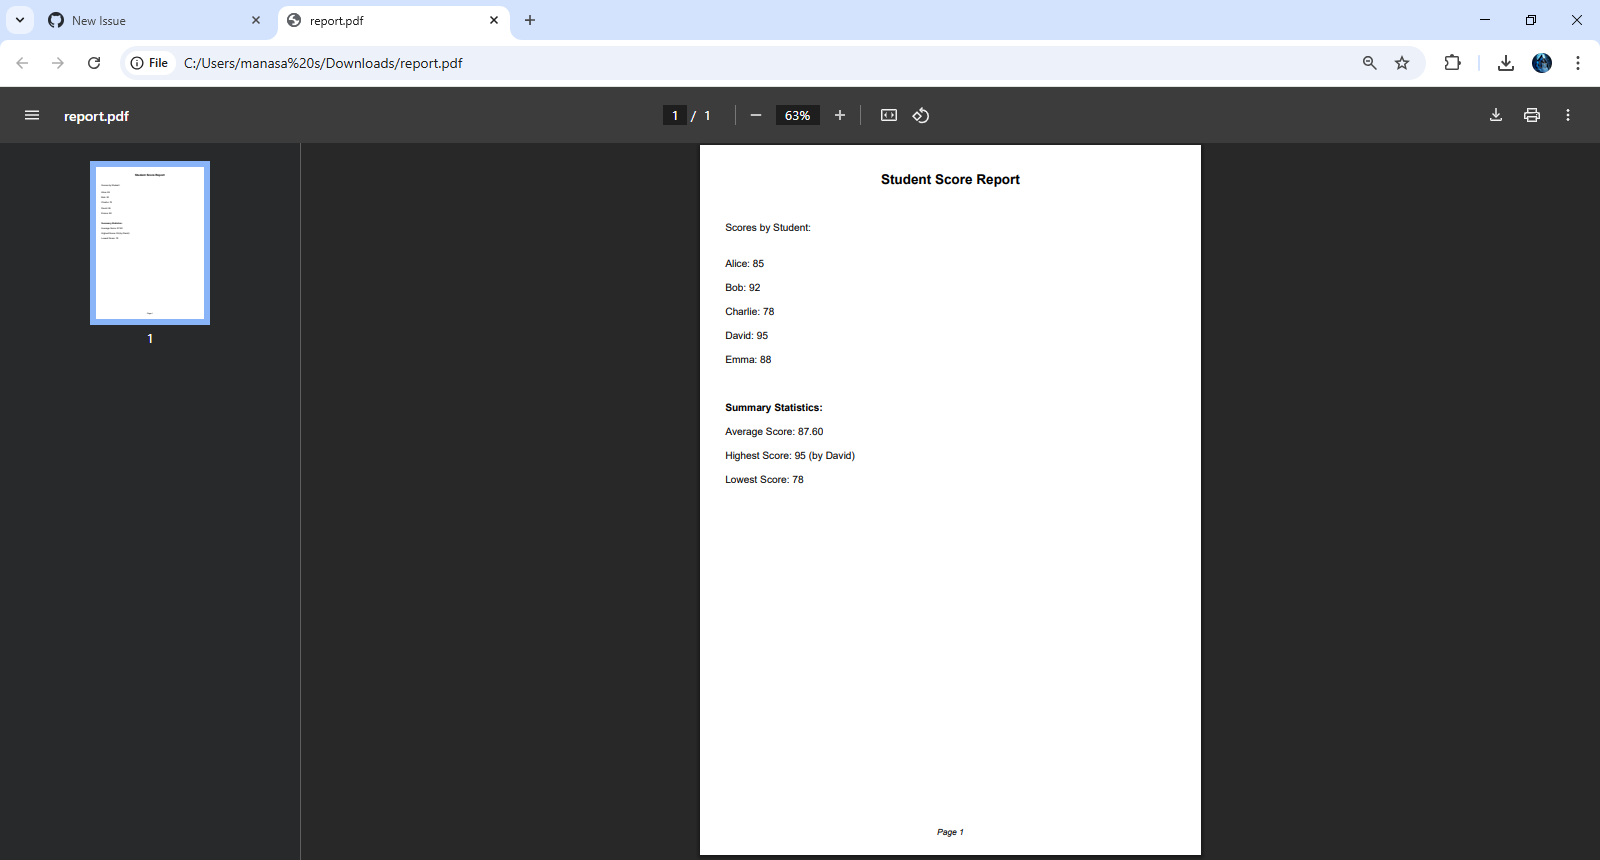 New Issue
report.pdf
File
C:/Users/manasa%20s/Downloads/report.pdf
report.pdf
1 / 1
63%
Student Score Report
Scores by Student:
Alice: 85
Bob: 92
Charlie: 78
David: 95
Emma: 88
Summary Statistics:
Average Score: 87.60
Highest Score: 95 (by David)
Lowest Score: 78
Page 1
1